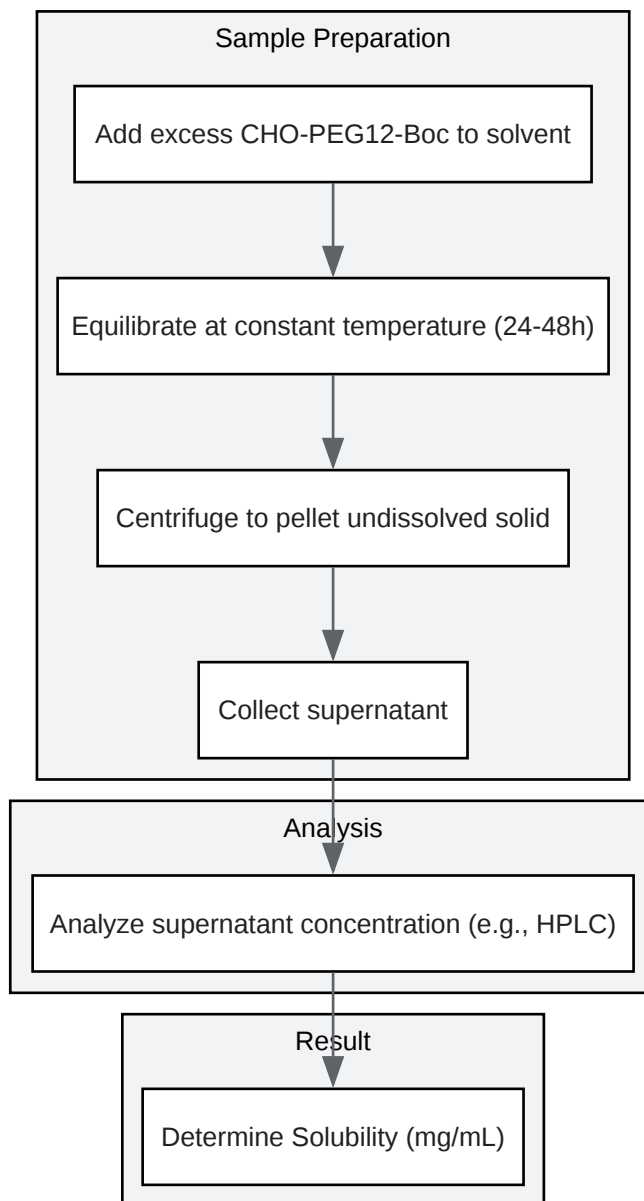 Sample Preparation
Add excess CHO-PEG12-Boc to solvent
Equilibrate at constant temperature (24-48h)
Centrifuge to pellet undissolved solid
Collect supernatant
Analysis
Analyze supernatant concentration (e.g., HPLC)
Result
Determine Solubility (mg/mL)